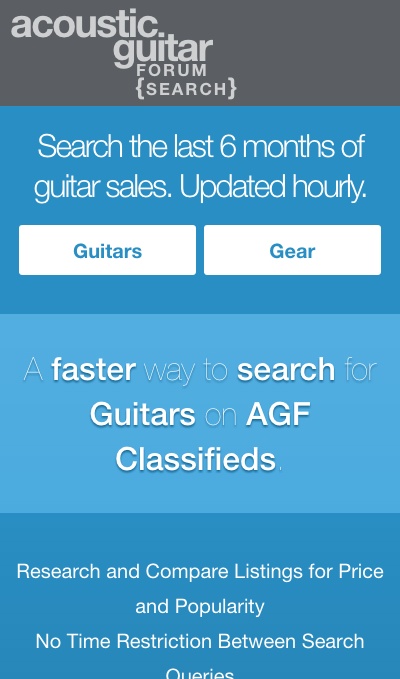 acoustic
guitar
FORUM
{SEARCH}
Search the last 6 months of
guitar sales. Updated hourly.
Guitars Gear
A faster way to search for
Guitars on AGF
Classifieds.
Research and Compare Listings for Price
and Popularity
No Time Restriction Between Search
Queries